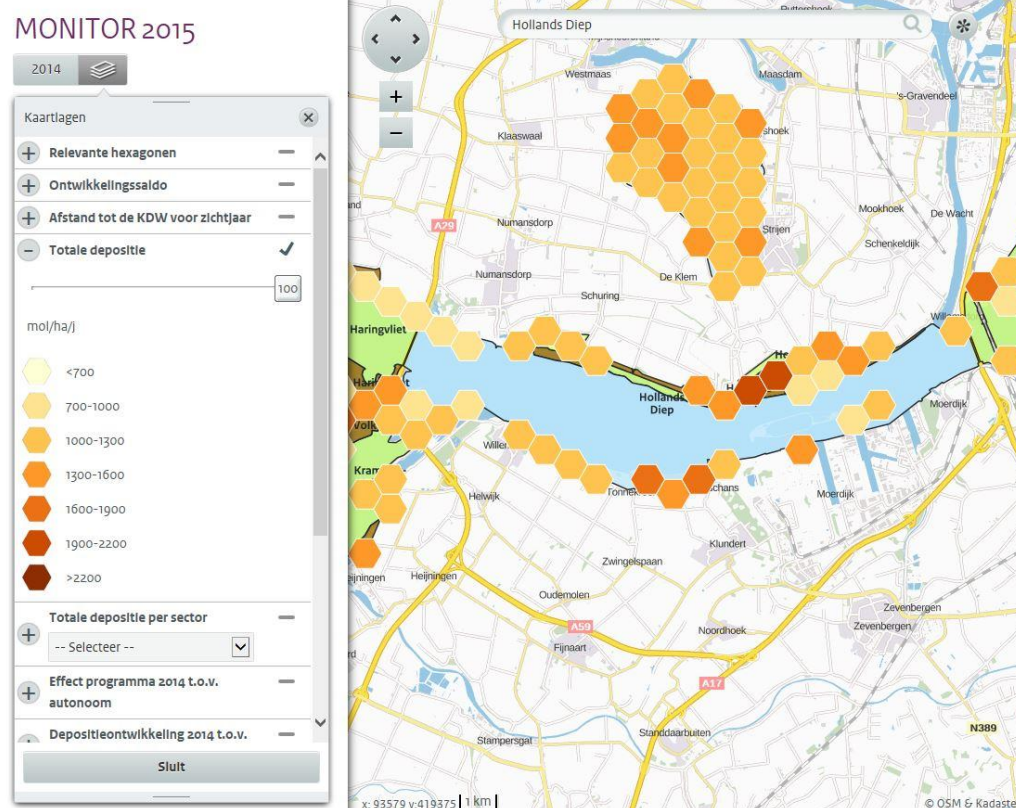 MONITOR 2015
2014
Kaartlagen
Relevante hexagonen
Ontwikkelingssaldo
Afstand tot de KDW voor zichtjaar
Totale depositie
100
mol/ha/j
<700
700-1000
1000-1300
1300-1600
1600-1900
1900-2200
>2200
Totale depositie per sector
-- Selecteer --
Effect programma 2014 t.o.v.
autonoom
Depositieontwikkeling 2014 t.o.v.
Sluit
Hollands Diep
Westmaas
Maasdam
's-Gravendeel
Klaaswaal
shoek
Mookhoek
De Wacht
A29
Numansdorp
Strijen
Schenkeldijk
Numansdorp
De Klem
Schuring
Haringvliet
Hollands
Diep
Moerdijk
Helwijk
Moerdijk
Klundert
Zwingelspaan
Heijningen
Oudemolen
Zevenbergen
A59
Noordhoek
Zevenbergen
Fijnaart
A17
N389
Stampersgat
Standdaarbuiten
x: 93579 y:419375
1 km
© OSM & Kadaste